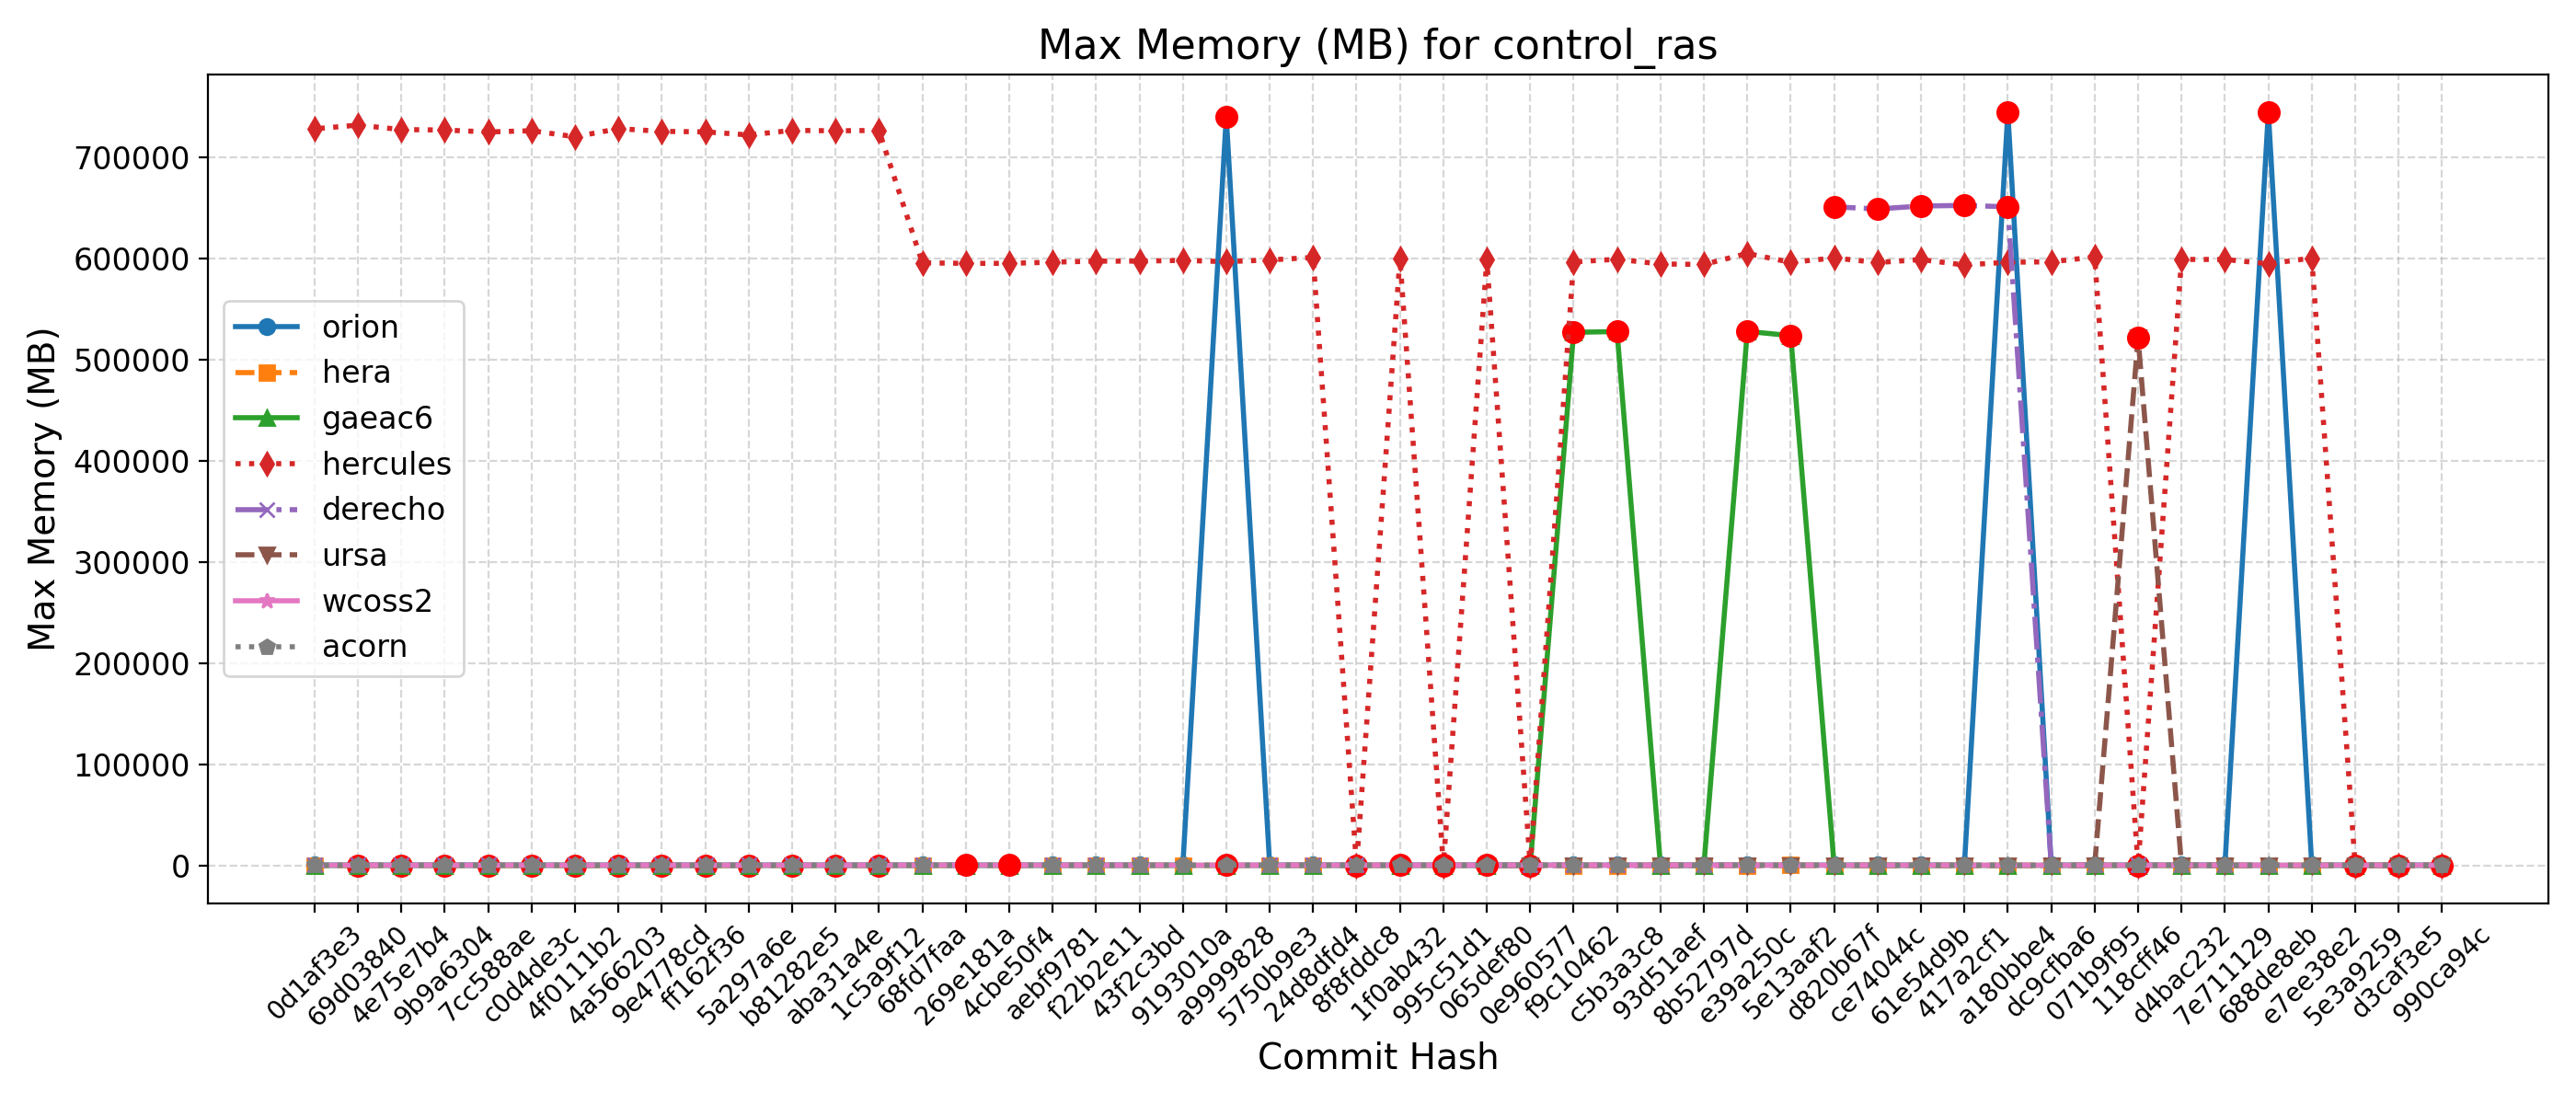 Max Memory (MB) for control_ras
Max Memory (MB)
700000
600000
500000
400000
300000
200000
100000
0
orion
hera
gaeac6
hercules
derecho
ursa
wcoss2
acorn
0d1af3e3
69d03840
4e75e7b4
9b9a6304
7cc588ae
c0d4de3c
4f0111b2
4a566203
9e4778cd
ff162f36
5a297a6e
b81282e5
aba31a4e
1c5a9f12
68fd7faa
269e181a
4cbe50f4
aebf9781
f22b2e11
43f2c3bd
9193010a
a9999828
5750b9e3
24d8dfd4
8f8fddc8
1f0ab432
995c51d1
065def80
0e960577
f9c10462
c5b3a3c8
93d51aef
8b52797d
e39a250c
5e13aaf2
d820b67f
ce74044c
61e54d9b
417a2cf1
a180bbe4
dc9cfba6
071b9f95
118cff46
d4bac232
7e711129
688de8eb
e7ee38e2
5e3a9259
d3caf3e5
990ca94c
Commit Hash